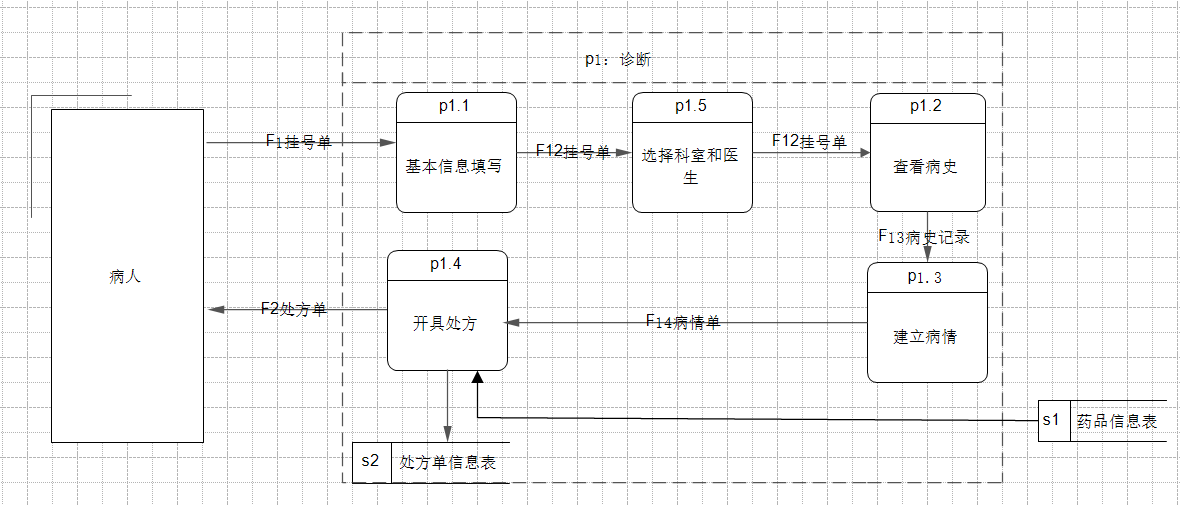 p1：诊断
p1.1
p1.5
p1.2
F1挂号单
F12挂号单
F12挂号单
基本信息填写
选择科室和医
生
查看病史
F13病史记录
p1.4
p1.3
病人
F2处方单
开具处方
F14病情单
建立病情
s1
药品信息表
s2
处方单信息表